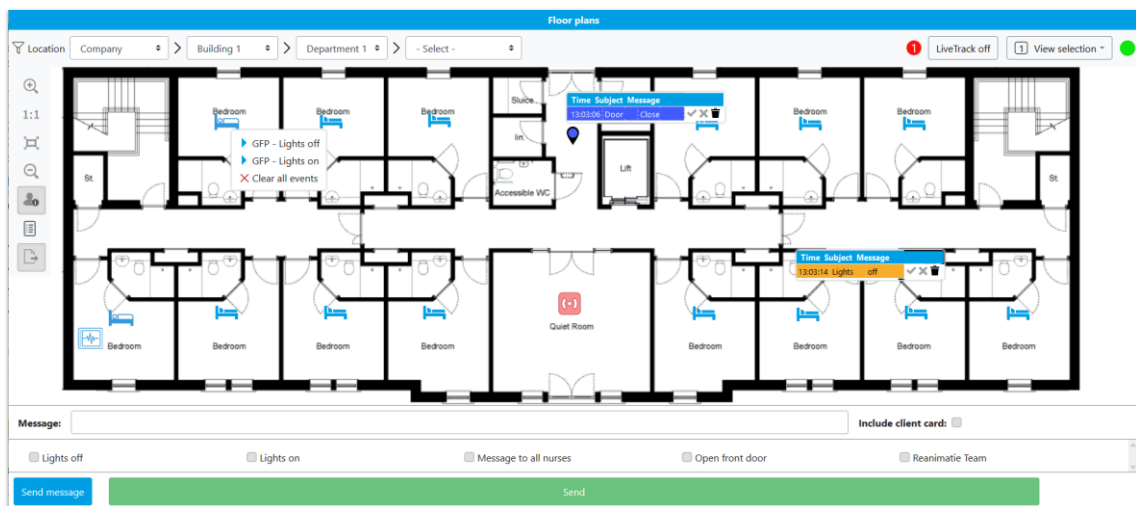 Floor plans
Location Company Building 1 Department 1 - Select - 1 LiveTrack off 1 View selection
1:1
Bedroom Bedroom Bedroom Sluice Bedroom Bedroom Bedroom
Time Subject Message
13:03:06 Door Close
GFP - Lights off
GFP - Lights on
Clear all events
lin.
St. Lift St.
Accessible WC
Time Subject Message
13:03:14 Lights off
Quiet Room
Bedroom Bedroom Bedroom Bedroom Bedroom Bedroom Bedroom Bedroom
Message: Include client card:
Lights off Lights on Message to all nurses Open front door Reanimatie Team
Send message Send